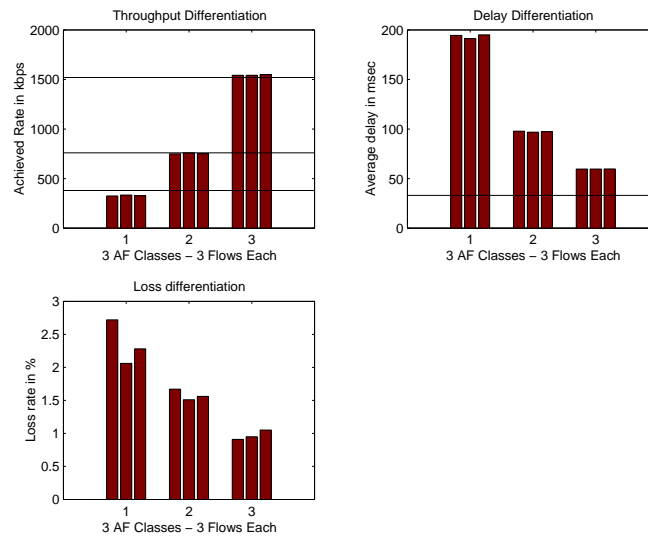 Throughput Differentiation
2000
1500
1000
500
0
Achieved Rate in kbps
1 2 3
3 AF Classes − 3 Flows Each
Delay Differentiation
200
150
100
50
0
Average delay in msec
1 2 3
3 AF Classes − 3 Flows Each
Loss differentiation
3
2.5
2
1.5
1
0.5
0
Loss rate in %
1 2 3
3 AF Classes − 3 Flows Each